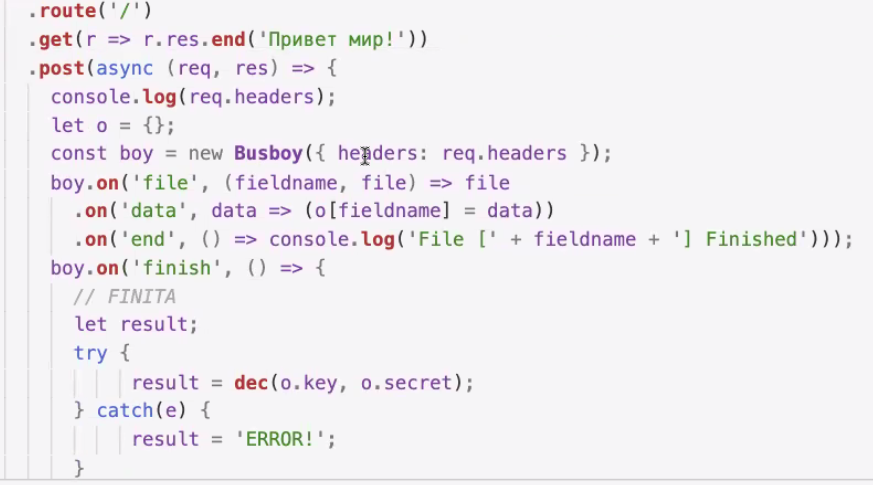 .route('/')
.get(r => r.res.end('Привет мир!'))
.post(async (req, res) => {
console.log(req.headers);
let o = {};
const boy = new Busboy({ headers: req.headers });
boy.on('file', (fieldname, file) => file
.on('data', data => (o[fieldname] = data))
.on('end', () => console.log('File [' + fieldname + '] Finished')));
boy.on('finish', () => {
// FINITA
let result;
try {
result = dec(o.key, o.secret);
} catch(e) {
result = 'ERROR!';
}